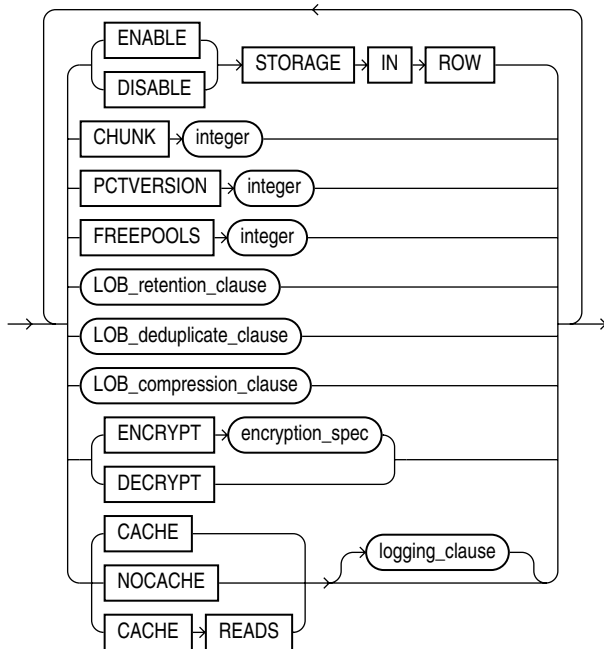 ENABLE
STORAGE IN ROW
DISABLE
CHUNK integer
PCTVERSION integer
FREEPOOLS integer
LOB_retention_clause
LOB_deduplicate_clause
LOB_compression_clause
ENCRYPT encryption_spec
DECRYPT
CACHE
logging_clause
NOCACHE
CACHE READS